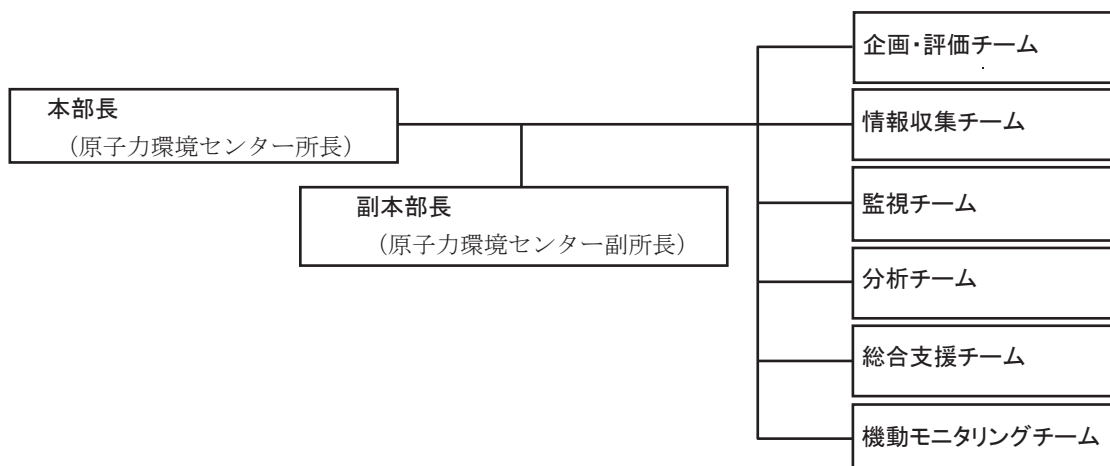 本部長
（原子力環境センター所長）
副本部長
（原子力環境センター副所長）
企画・評価チーム
情報収集チーム
監視チーム
分析チーム
総合支援チーム
機動モニタリングチーム